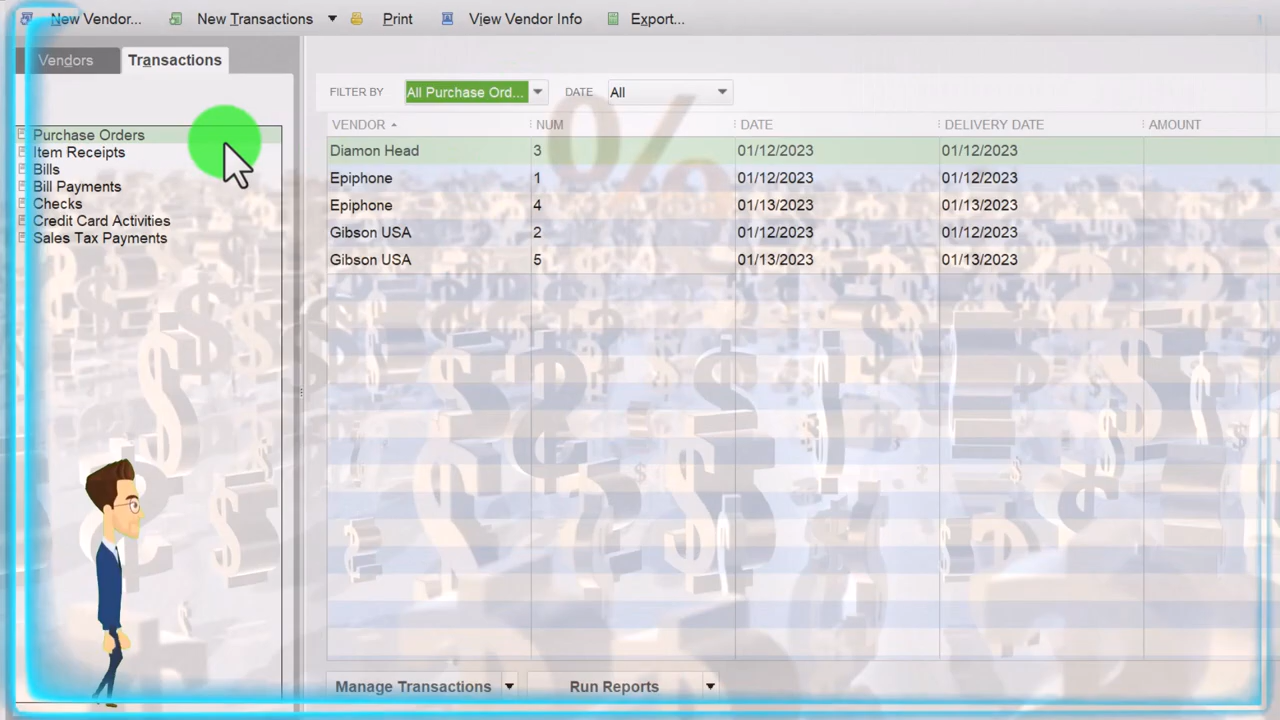 New Vendor... New Transactions Print View Vendor Info Export...
Vendors Transactions
FILTER BY All Purchase Ord... DATE All
VENDOR NUM DATE DELIVERY DATE AMOUNT
Purchase Orders
Item Receipts
Bills
Bill Payments
Checks
Credit Card Activities
Sales Tax Payments
Diamon Head 3 01/12/2023 01/12/2023
Epiphone 1 01/12/2023 01/12/2023
Epiphone 4 01/13/2023 01/13/2023
Gibson USA 2 01/12/2023 01/12/2023
Gibson USA 5 01/13/2023 01/13/2023
Manage Transactions Run Reports